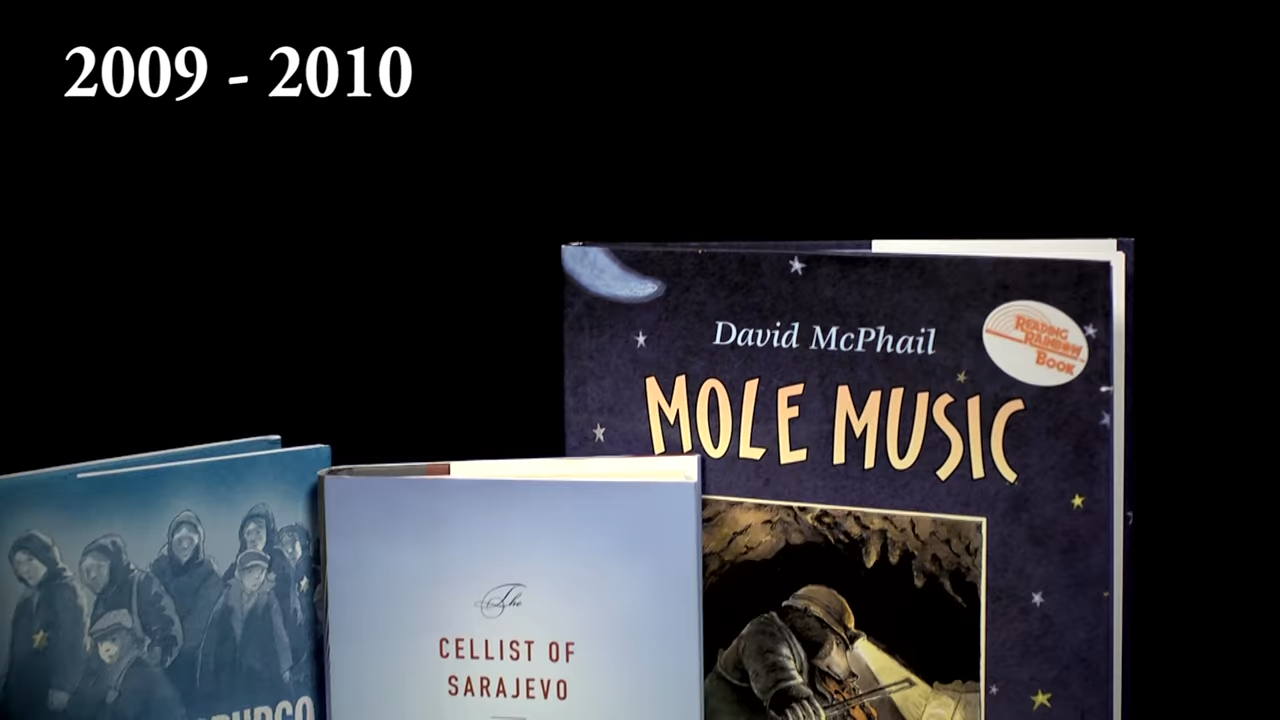 2009 - 2010
David McPhail
READING
RAINBOW
BOOK
MOLE MUSIC
The
CELLIST OF
SARAJEVO